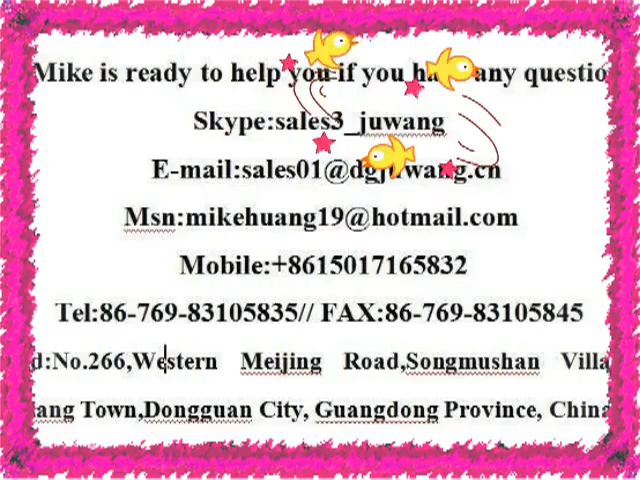 Mike is ready to help you if you any questio
Skype:sales3_juwang
E-mail:sales01@dgjuwang.cn
Msn:mikehuang19@hotmail.com
Mobile:+8615017165832
Tel:86-769-83105835// FAX:86-769-83105845
d:No.266,Western Meijing Road,Songmushan Villa
ang Town,Dongguan City, Guangdong Province, China